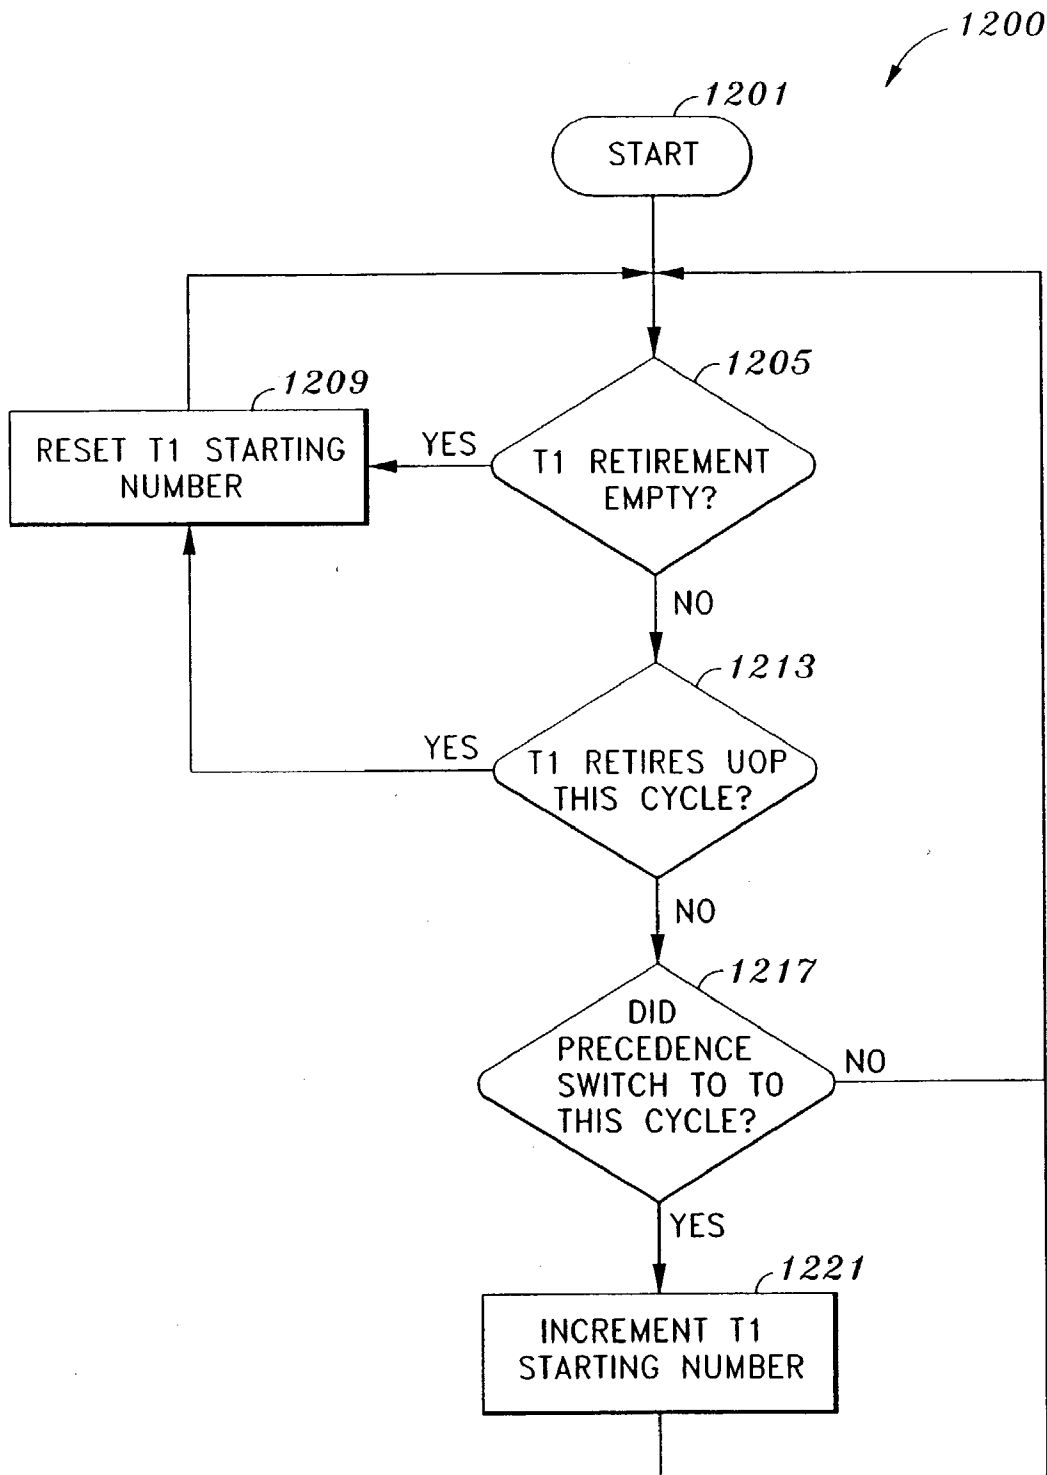 1200
1201
START
1205
T1 RETIREMENT
EMPTY?
YES
1209
RESET T1 STARTING
NUMBER
NO
1213
T1 RETIRES UOP
THIS CYCLE?
YES
NO
1217
DID
PRECEDENCE
SWITCH TO TO
THIS CYCLE?
NO
YES
1221
INCREMENT T1
STARTING NUMBER